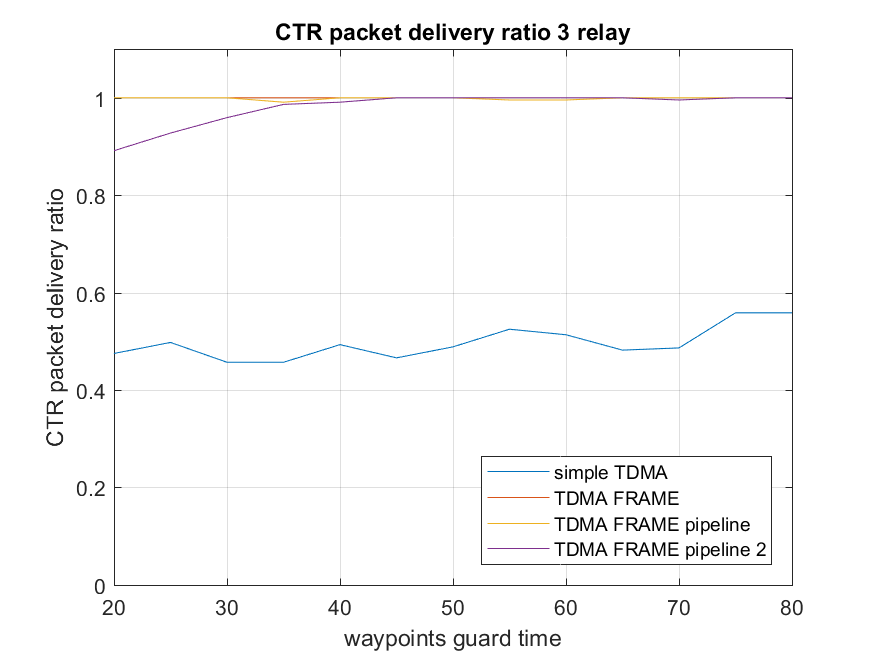 CTR packet delivery ratio 3 relay
CTR packet delivery ratio
1
0.8
0.6
0.4
0.2
0
20 30 40 50 60 70 80
waypoints guard time
simple TDMA
TDMA FRAME
TDMA FRAME pipeline
TDMA FRAME pipeline 2